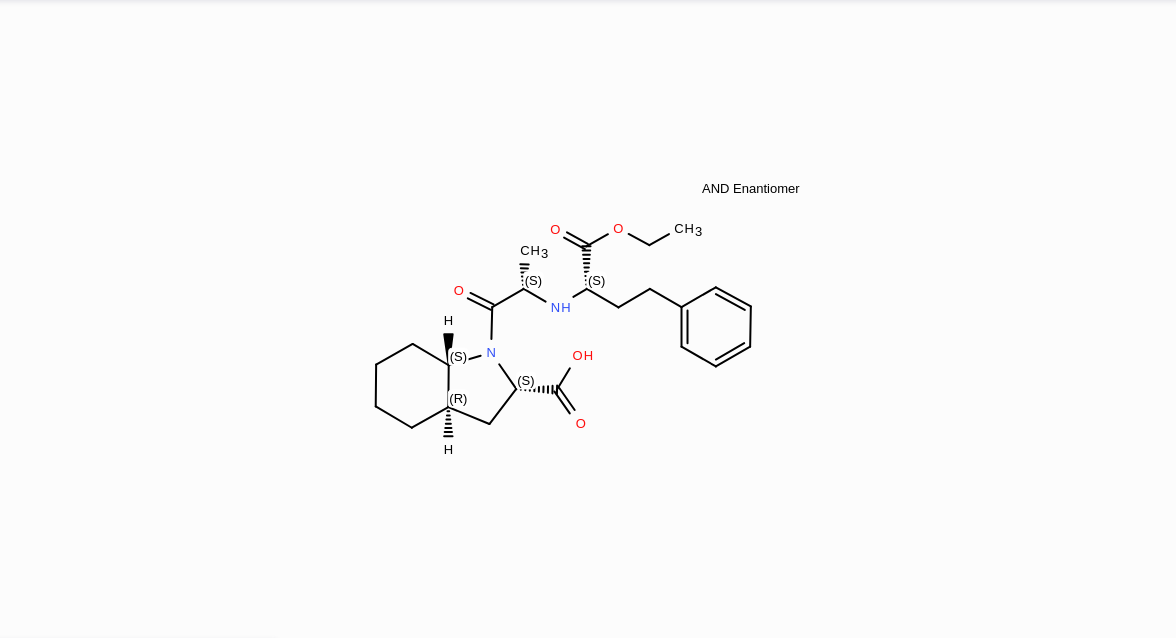 AND Enantiomer
O
O
CH3
CH3
(S)
(S)
O
NH
H
(S)
N
OH
(S)
(R)
O
H